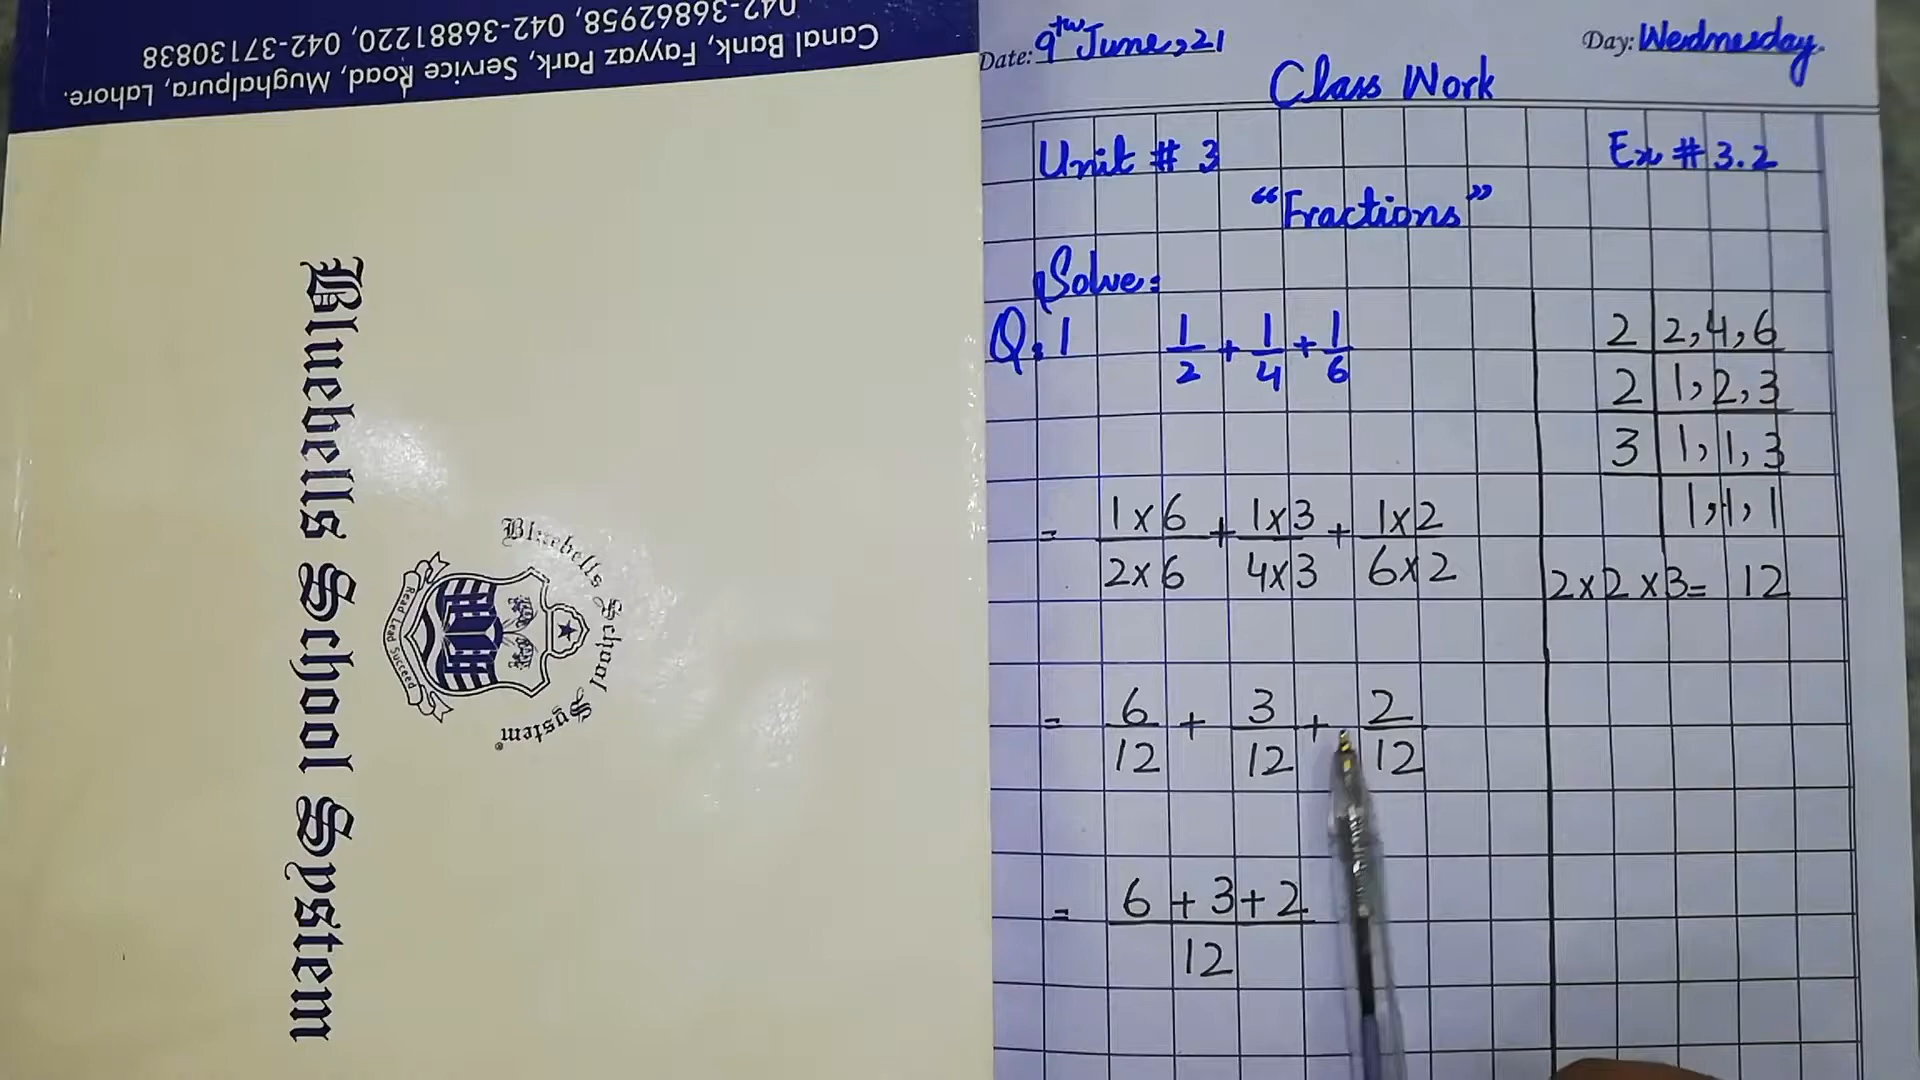 Canal Bank, Fayyaz Park, Service Road, Mughalpura, Lahore.
042-36862958, 042-36881220, 042-37130838
Bluebells School System
Bluebells School System®
Read Lead Succeed
Date: 9th June, 21
Day: Wednesday.
Class Work
Unit # 3
Ex # 3.2
“Fractions”
Solve:
Q.1 1/2 + 1/4 + 1/6
= 1x6/2x6 + 1x3/4x3 + 1x2/6x2
= 6/12 + 3/12 + 2/12
= 6+3+2/12
2 | 2, 4, 6
2 | 1, 2, 3
3 | 1, 1, 3
1, 1, 1
2x2x3= 12